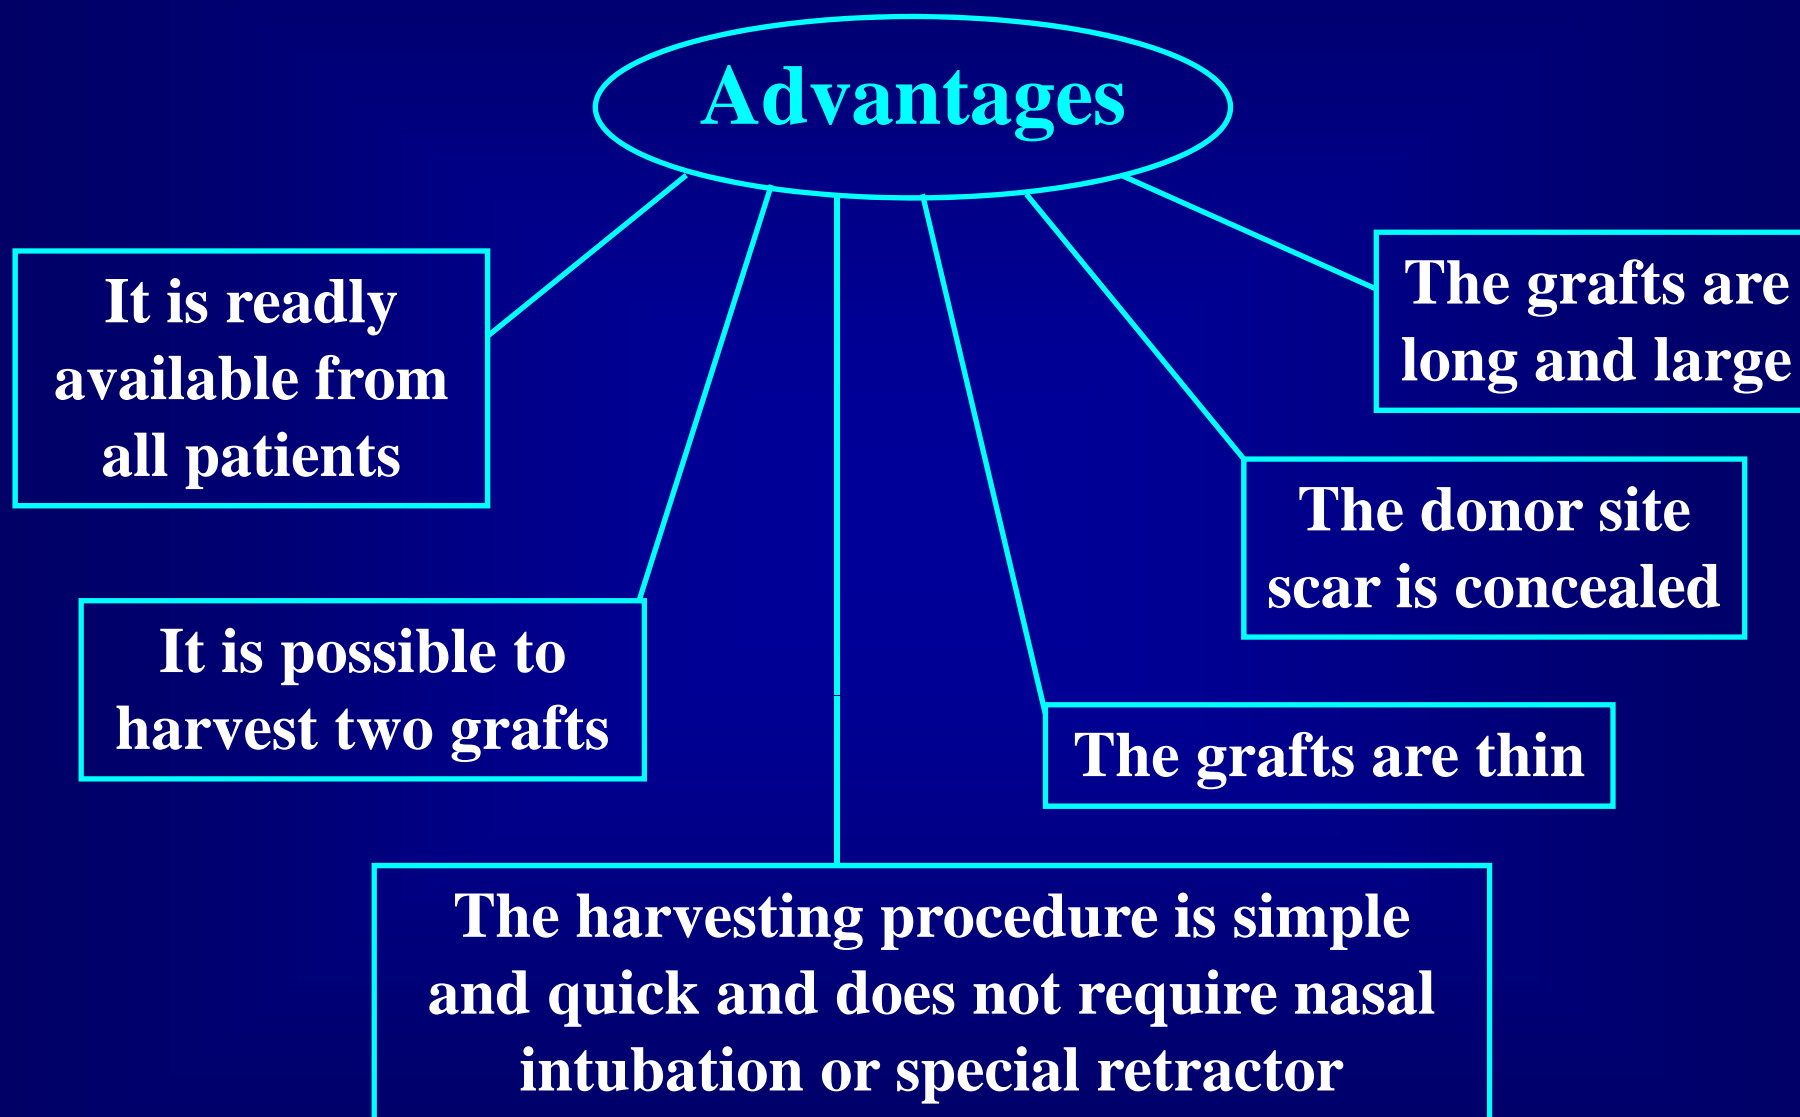 Advantages
It is readly
available from
all patients
It is possible to
harvest two grafts
The harvesting procedure is simple
and quick and does not require nasal
intubation or special retractor
The grafts are thin
The donor site
scar is concealed
The grafts are
long and large